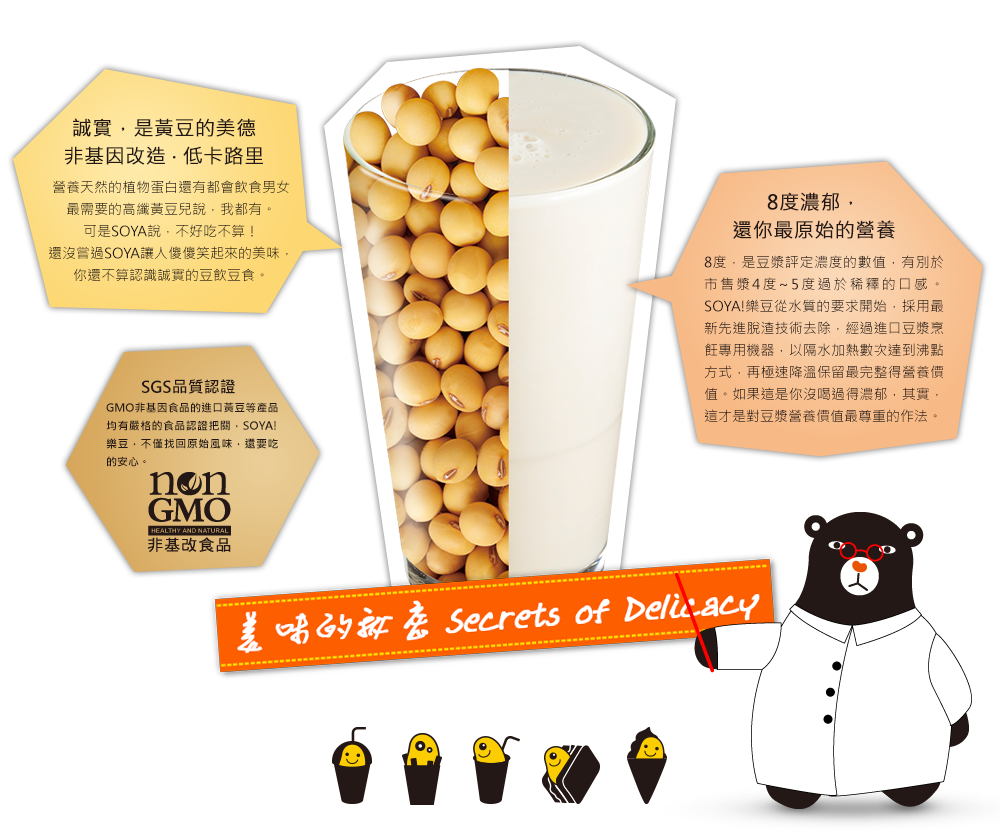 誠實，是黃豆的美德
非基因改造．低卡路里
營養天然的植物蛋白還有都會飲食男女
最需要的高纖黃豆兒說，我都有。
可是SOYA說，不好吃不算！
還沒嘗過SOYA讓人傻傻笑起來的美味，
你還不算認識誠實的豆飲豆食。
8度濃郁，
還你最原始的營養
8度，是豆漿評定濃度的數值，有別於
市售漿4度~5度過於稀釋的口感。
SOYA!樂豆從水質的要求開始，採用最
新先進脫渣技術去除，經過進口豆漿烹
飪專用機器，以隔水加熱數次達到沸點
方式，再極速降溫保留最完整得營養價
值。如果這是你沒喝過得濃郁，其實，
這才是對豆漿營養價值最尊重的作法。
SGS品質認證
GMO非基因食品的進口黃豆等產品
均有嚴格的食品認證把關，SOYA!
樂豆，不僅找回原始風味，還要吃
的安心。
non
GMO
HEALTHY AND NATURAL
非基改食品
美味的秘密 Secrets of Delicacy